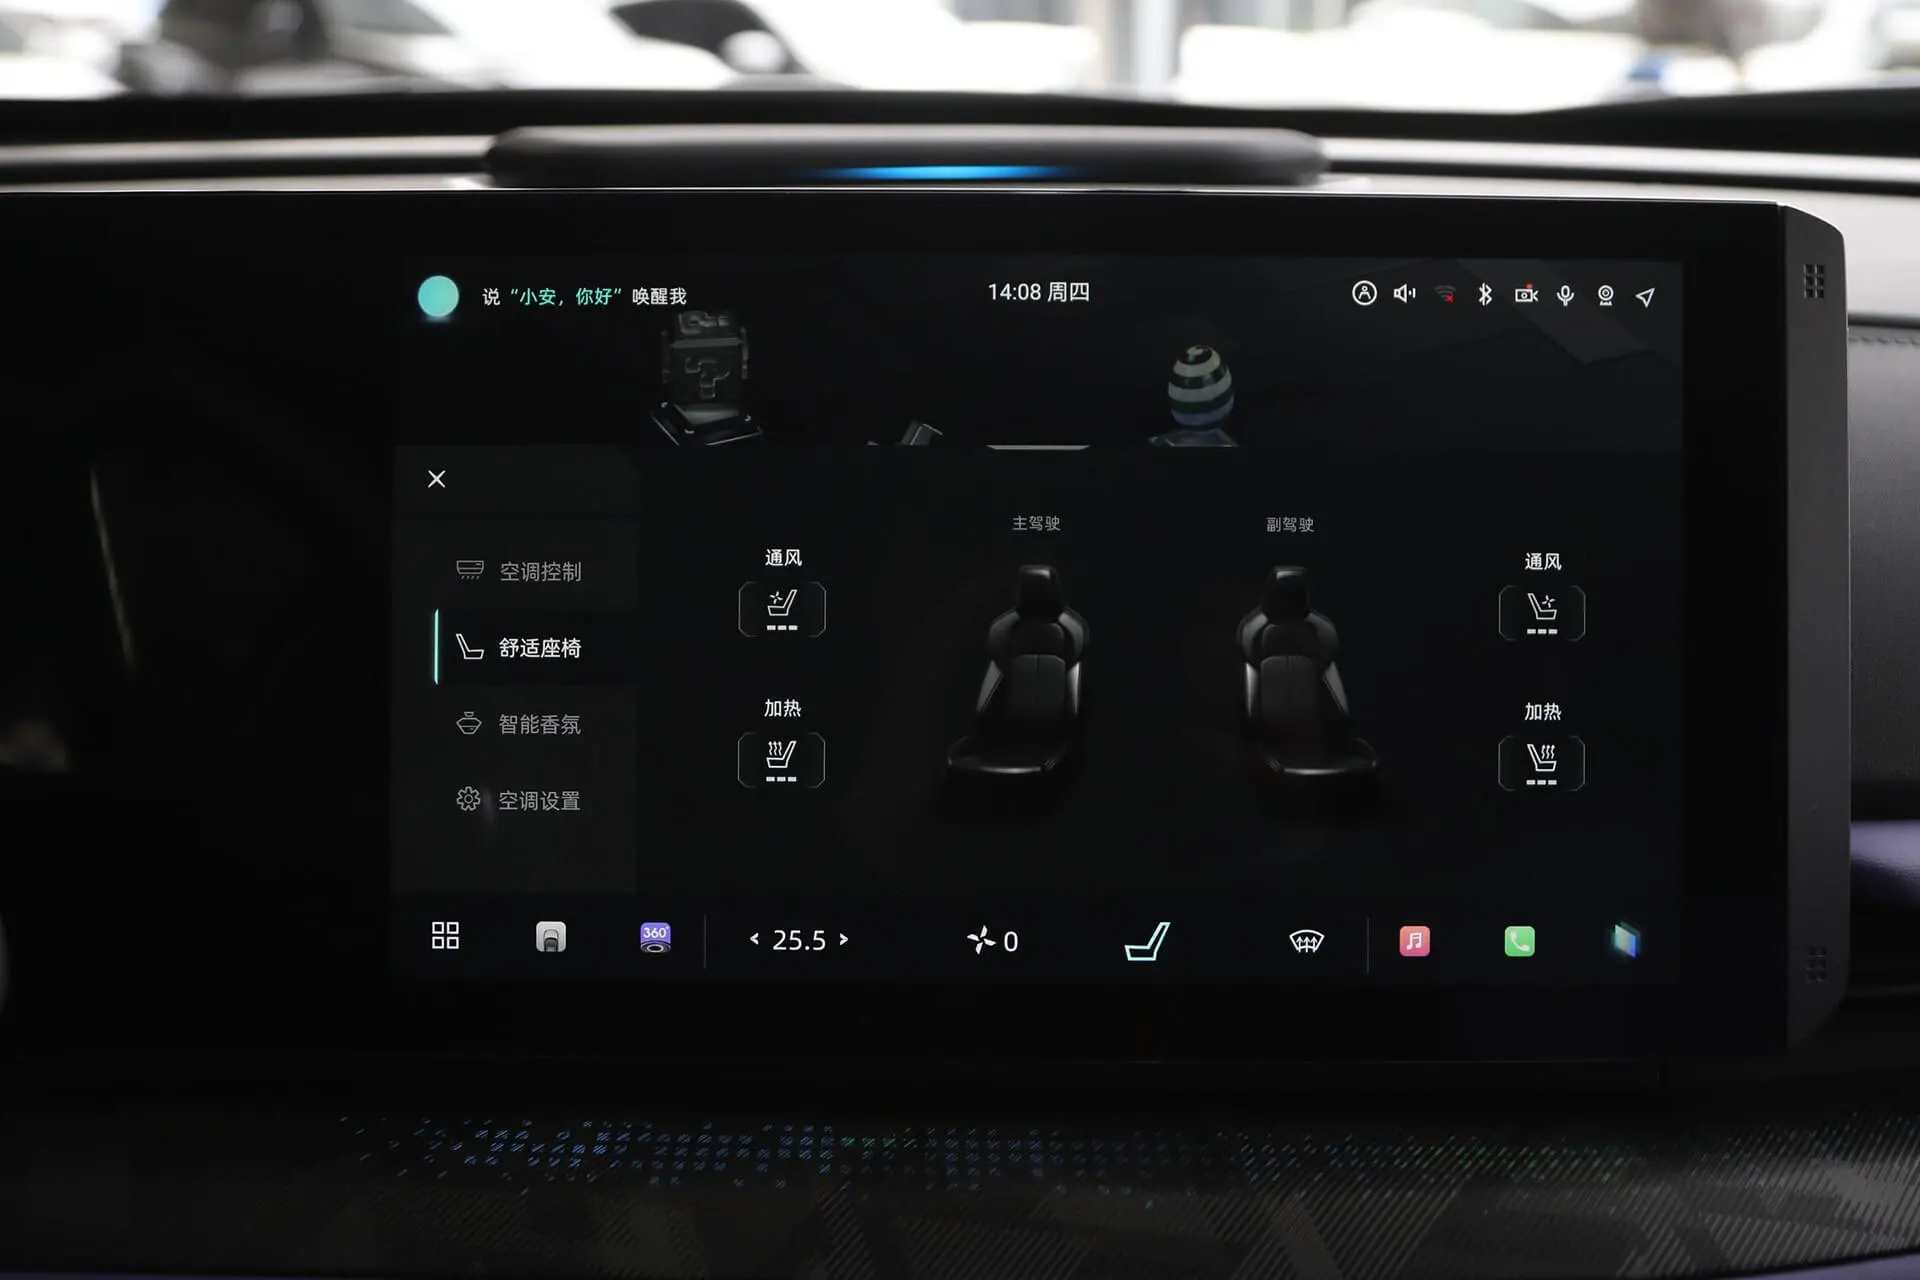 说“小安，你好”唤醒我
14:08 周四
空调控制
舒适座椅
智能香氛
空调设置
主驾驶
副驾驶
通风
加热
通风
加热
360°
< 25.5 >
0